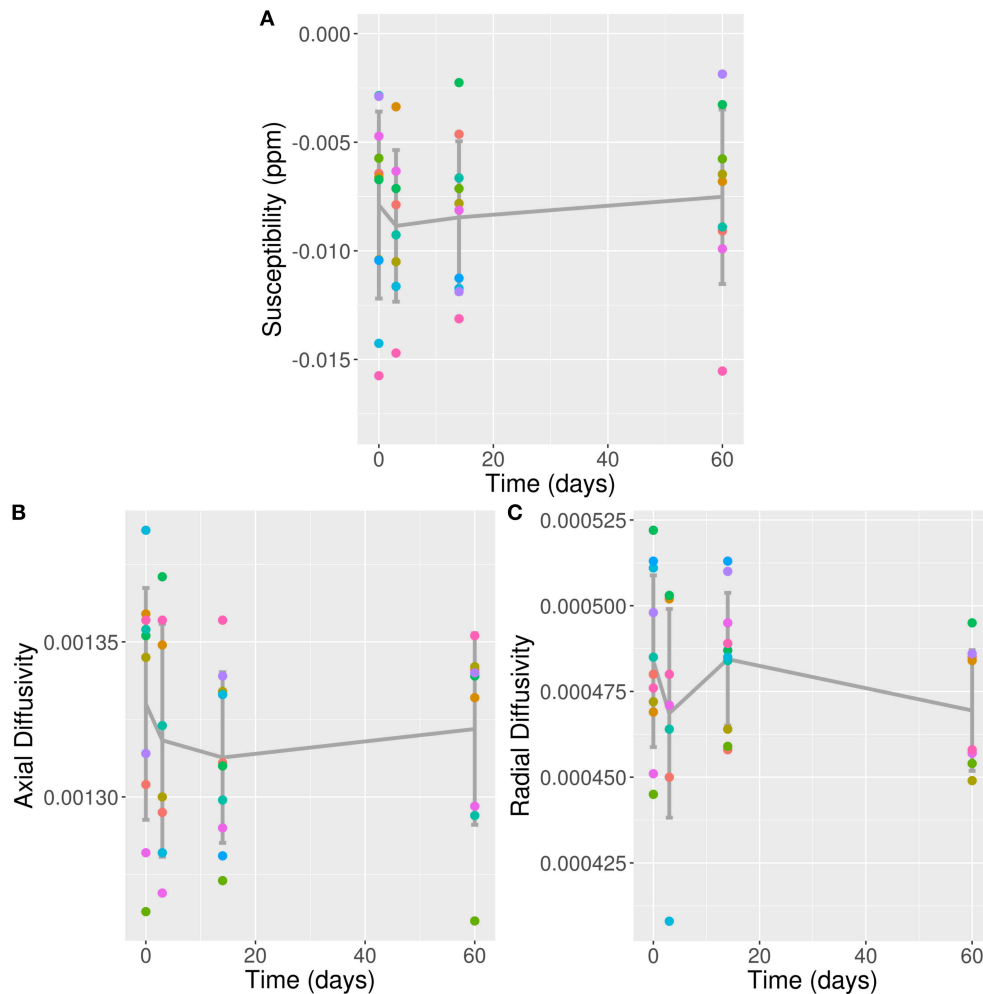 A
0.000
-0.005
-0.010
-0.015
Susceptibility (ppm)
0 20 40 60
Time (days)
B
0.00135
0.00130
Axial Diffusivity
0 20 40 60
Time (days)
C
0.000525
0.000500
0.000475
0.000450
0.000425
Radial Diffusivity
0 20 40 60
Time (days)